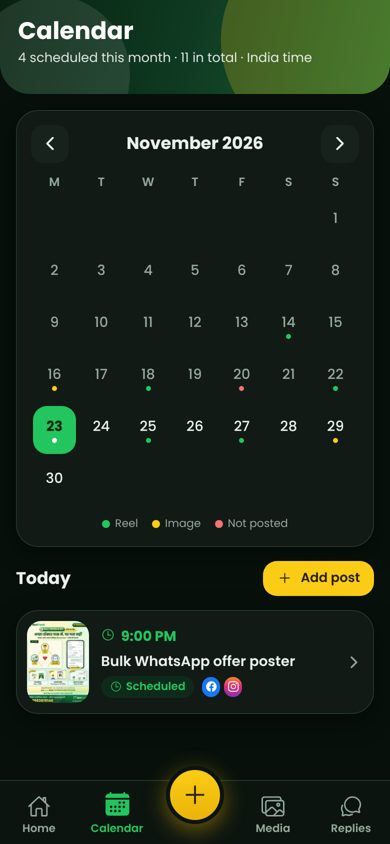 Calendar
4 scheduled this month · 11 in total · India time
November 2026
M T W T F S S
1
2 3 4 5 6 7 8
9 10 11 12 13 14 15
16 17 18 19 20 21 22
23 24 25 26 27 28 29
30
Reel Image Not posted
Today
+ Add post
9:00 PM
Bulk WhatsApp offer poster
Scheduled
Home Calendar Media Replies